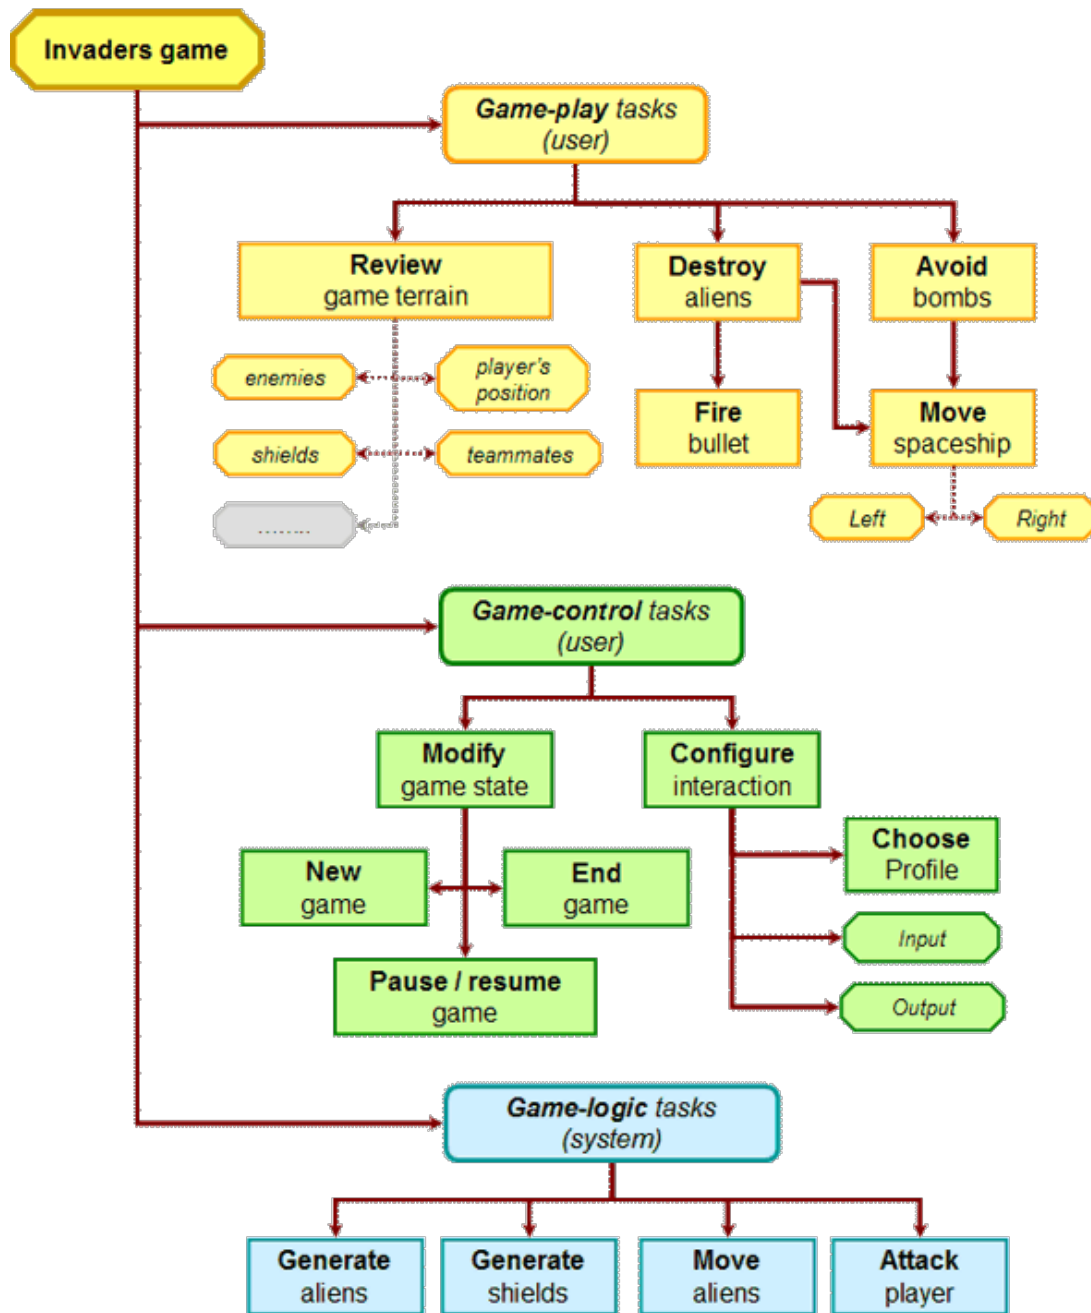 Invaders game
Game-play tasks
(user)
Review
game terrain
Destroy
aliens
Avoid
bombs
enemies
player's
position
shields
teammates
........
Fire
bullet
Move
spaceship
Left
Right
Game-control tasks
(user)
Modify
game state
Configure
interaction
New
game
End
game
Pause / resume
game
Choose
Profile
Input
Output
Game-logic tasks
(system)
Generate
aliens
Generate
shields
Move
aliens
Attack
player